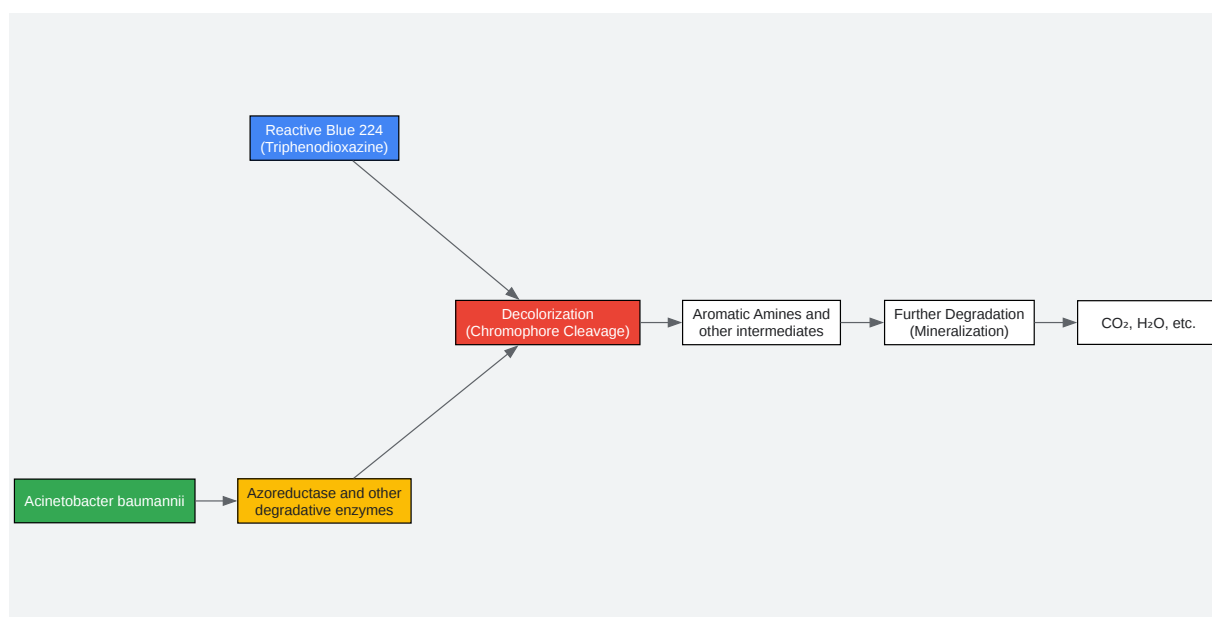 Reactive Blue 224
(Triphenodioxazine)
Decolorization
(Chromophore Cleavage)
Aromatic Amines and
other intermediates
Further Degradation
(Mineralization)
CO₂, H₂O, etc.
Acinetobacter baumannii
Azoreductase and other
degradative enzymes